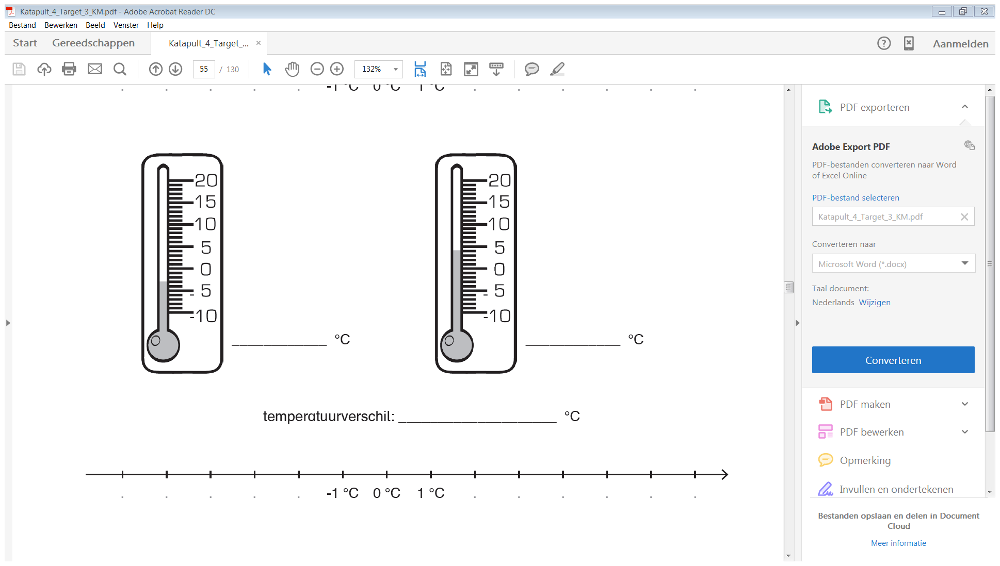 Katapult_4_Target_3_KM.pdf - Adobe Acrobat Reader DC
Bestand Bewerken Beeld Venster Help
Start Gereedschappen Katapult_4_Target_... × Aanmelden
55 / 130 132%
-1 °C 0 °C 1 °C
20 20
15 15
10 10
5 5
0 0
- 5 - 5
-10 -10
____________ °C ____________ °C
temperatuurverschil: ____________________ °C
-1 °C 0 °C 1 °C
PDF exporteren
Adobe Export PDF
PDF-bestanden converteren naar Word
of Excel Online
PDF-bestand selecteren
Katapult_4_Target_3_KM.pdf
Converteren naar
Microsoft Word (*.docx)
Taal document:
Nederlands Wijzigen
Converteren
PDF maken
PDF bewerken
Opmerking
Invullen en ondertekenen
Bestanden opslaan en delen in Document
Cloud
Meer informatie